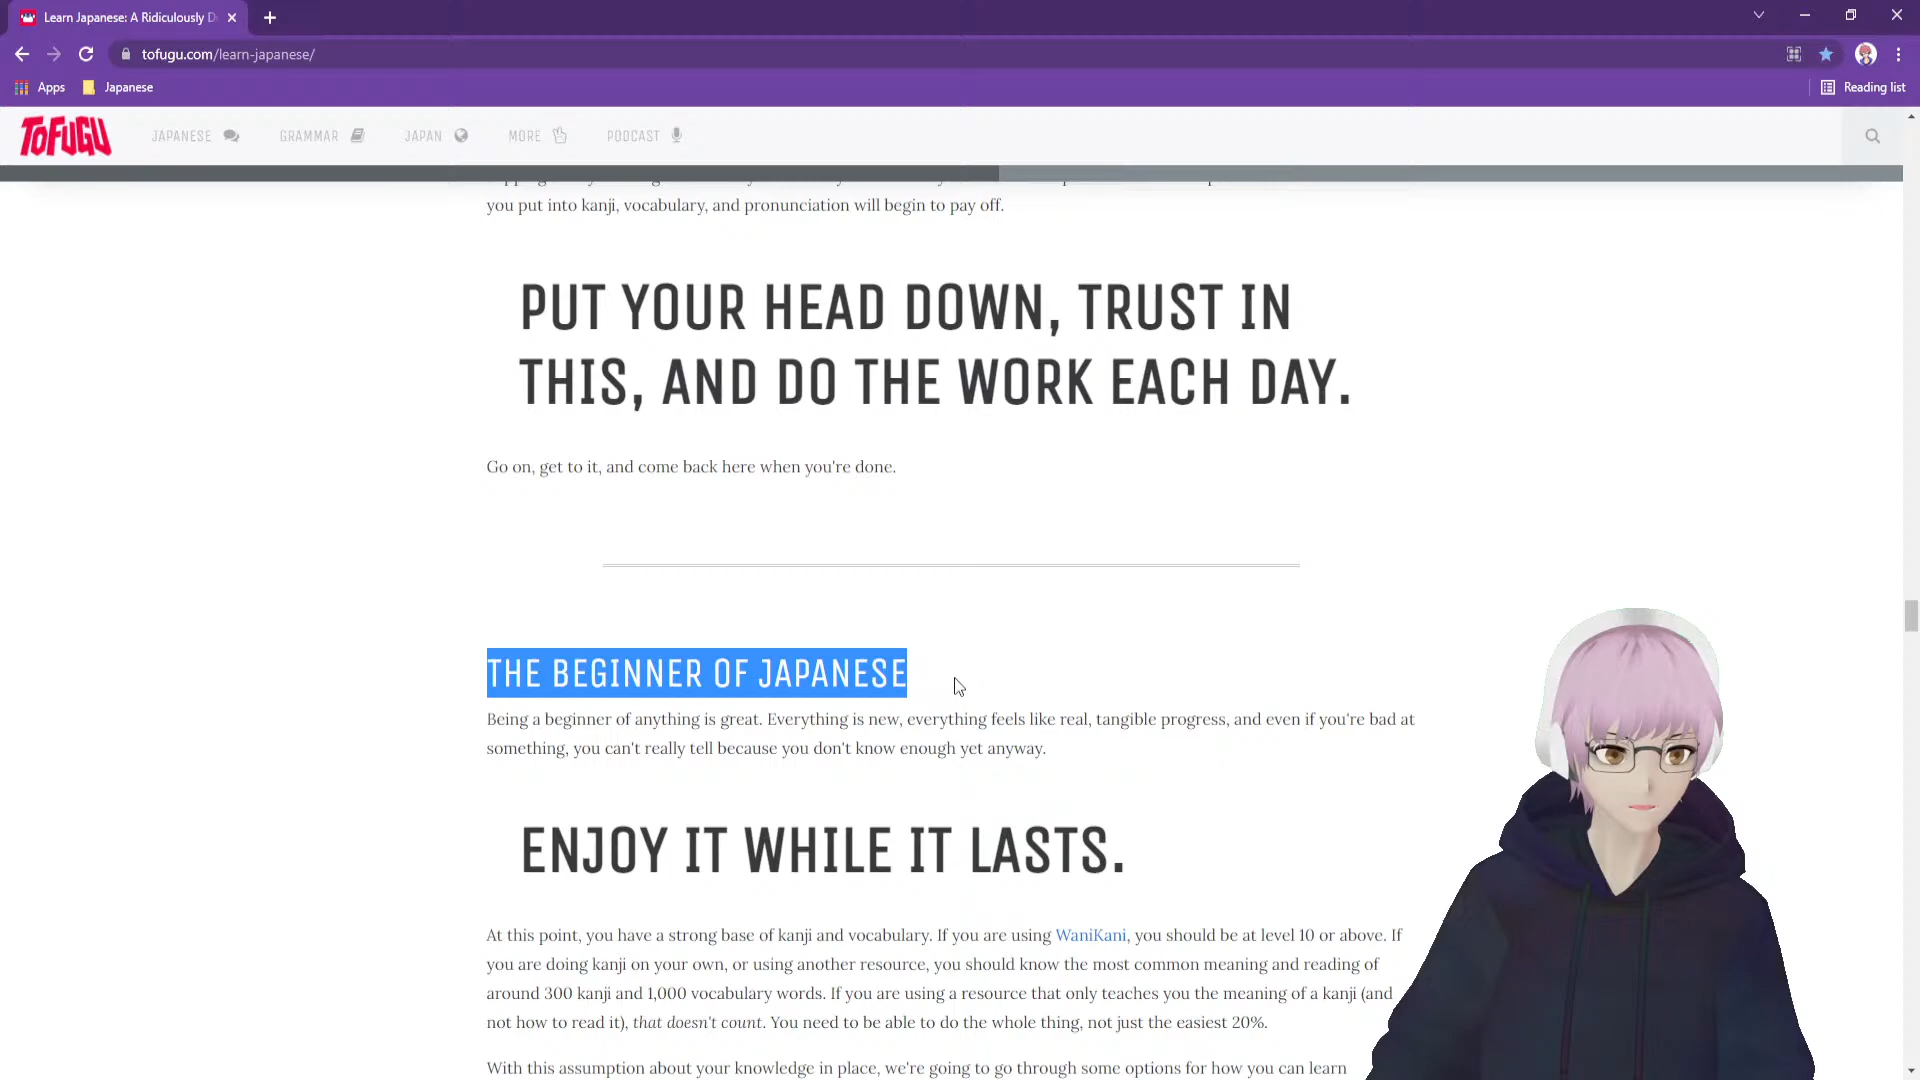 Learn Japanese: A Ridiculously D
tofugu.com/learn-japanese/
Apps
Japanese
Reading list
TOFUGU
JAPANESE
GRAMMAR
JAPAN
MORE
PODCAST
you put into kanji, vocabulary, and pronunciation will begin to pay off.
PUT YOUR HEAD DOWN, TRUST IN
THIS, AND DO THE WORK EACH DAY.
Go on, get to it, and come back here when you're done.
THE BEGINNER OF JAPANESE
Being a beginner of anything is great. Everything is new, everything feels like real, tangible progress, and even if you're bad at
something, you can't really tell because you don't know enough yet anyway.
ENJOY IT WHILE IT LASTS.
At this point, you have a strong base of kanji and vocabulary. If you are using WaniKani, you should be at level 10 or above. If
you are doing kanji on your own, or using another resource, you should know the most common meaning and reading of
around 300 kanji and 1,000 vocabulary words. If you are using a resource that only teaches you the meaning of a kanji (and
not how to read it), that doesn't count. You need to be able to do the whole thing, not just the easiest 20%.
With this assumption about your knowledge in place, we're going to go through some options for how you can learn